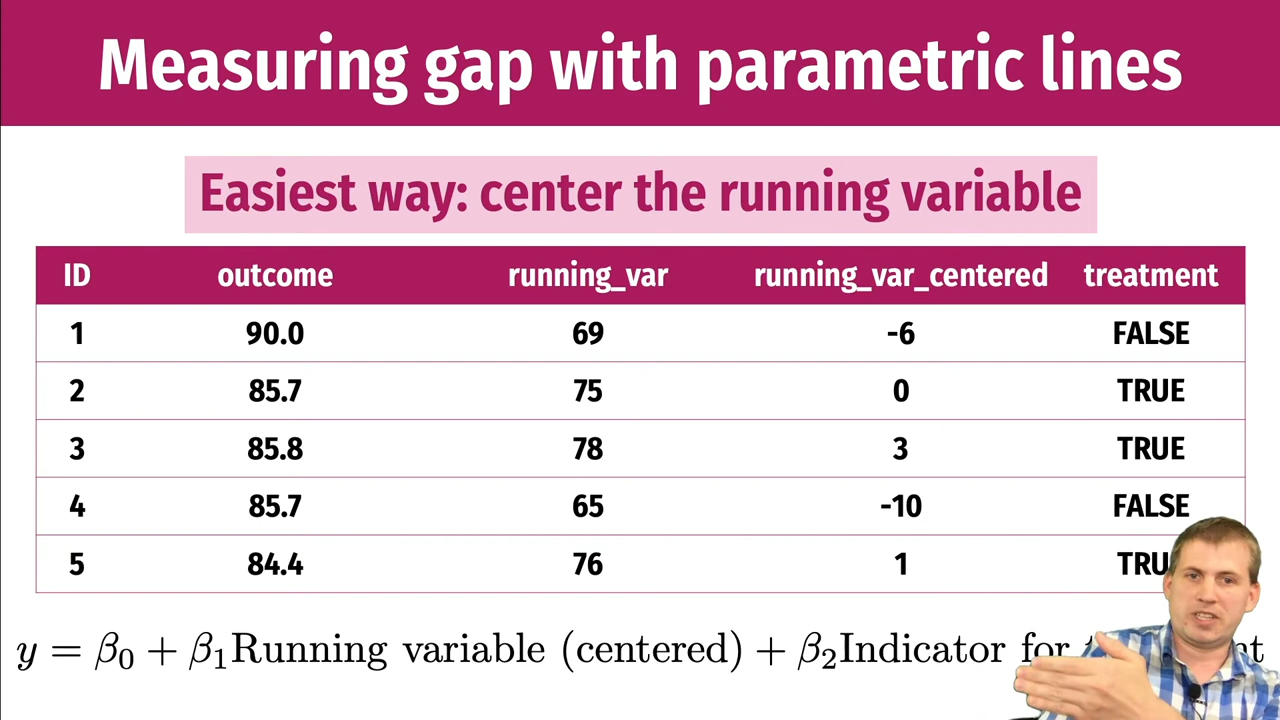 Measuring gap with parametric lines
Easiest way: center the running variable
ID outcome running_var running_var_centered treatment
1 90.0 69 -6 FALSE
2 85.7 75 0 TRUE
3 85.8 78 3 TRUE
4 85.7 65 -10 FALSE
5 84.4 76 1
y = β₀ + β₁Running variable (centered) + β₂Indicator for